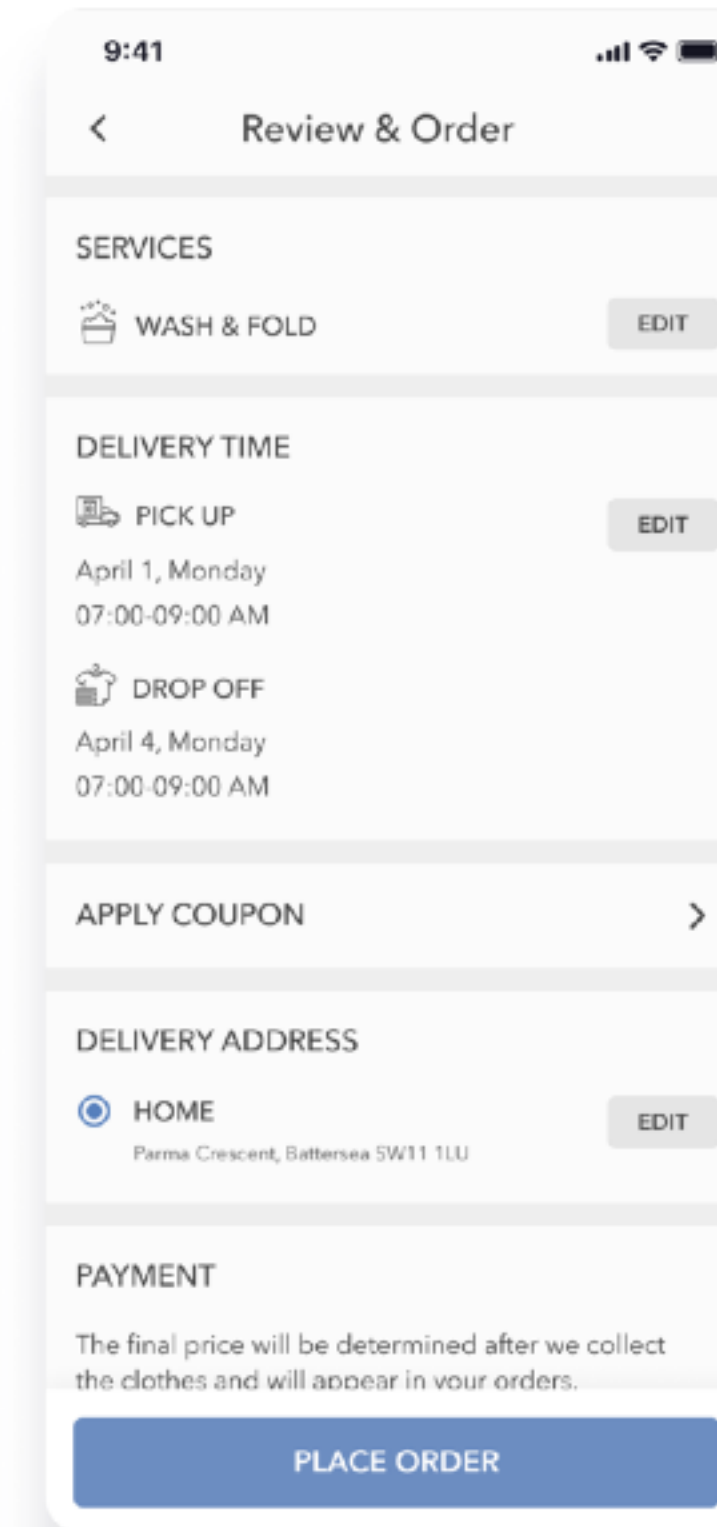 9:41
Review & Order
SERVICES
WASH & FOLD
EDIT
DELIVERY TIME
PICK UP
EDIT
April 1, Monday
07:00-09:00 AM
DROP OFF
April 4, Monday
07:00-09:00 AM
APPLY COUPON
DELIVERY ADDRESS
HOME
EDIT
Parma Crescent, Battersea SW11 1LU
PAYMENT
The final price will be determined after we collect
the clothes and will appear in your orders.
PLACE ORDER